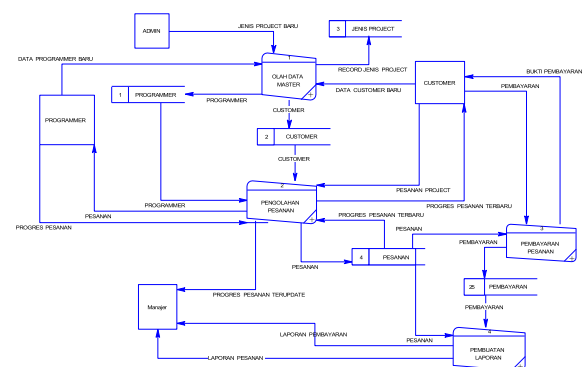 ADMIN
JENIS PROJECT BARU
3
JENIS PROJECT
DATA PROGRAMMER BARU
1
OLAH DATA
MASTER
+
RECORD JENIS PROJECT
CUSTOMER
BUKTI PEMBAYARAN
PEMBAYARAN
DATA CUSTOMER BARU
1
PROGRAMMER
PROGRAMMER
CUSTOMER
PROGRAMMER
2
CUSTOMER
CUSTOMER
2
PENGOLAHAN
PESANAN
+
PESANAN PROJECT
PROGRES PESANAN TERBARU
PROGRAMMER
PESANAN
PROGRES PESANAN TERBARU
PROGRES PESANAN
PESANAN
3
PEMBAYARAN
PESANAN
+
PEMBAYARAN
4
PESANAN
PESANAN
25
PEMBAYARAN
Manajer
PROGRES PESANAN TERUPDATE
PEMBAYARAN
LAPORAN PEMBAYARAN
PESANAN
4
PEMBUATAN
LAPORAN
+
LAPORAN PESANAN